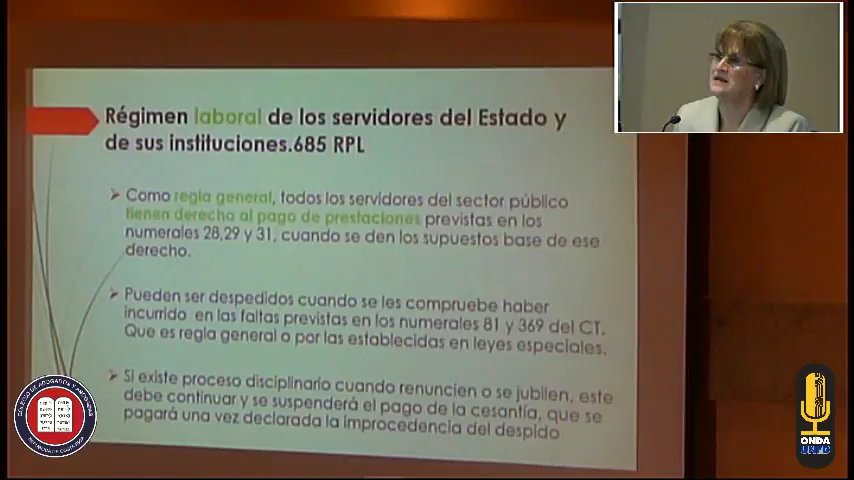 Régimen laboral de los servidores del Estado y
de sus instituciones.685 RPL
Como regla general, todos los servidores del sector público
tienen derecho al pago de prestaciones previstas en los
numerales 28,29 y 31, cuando se den los supuestos base de ese
derecho.
Pueden ser despedidos cuando se les compruebe haber
incurrido en las faltas previstas en los numerales 81 y 369 del CT.
Que es regla general o por las establecidas en leyes especiales.
Si existe proceso disciplinario cuando renuncien o se jubilen, este
debe continuar y se suspenderá el pago de la cesantía, que se
pagará una vez declarada la improcedencia del despido
ONDA
UNED